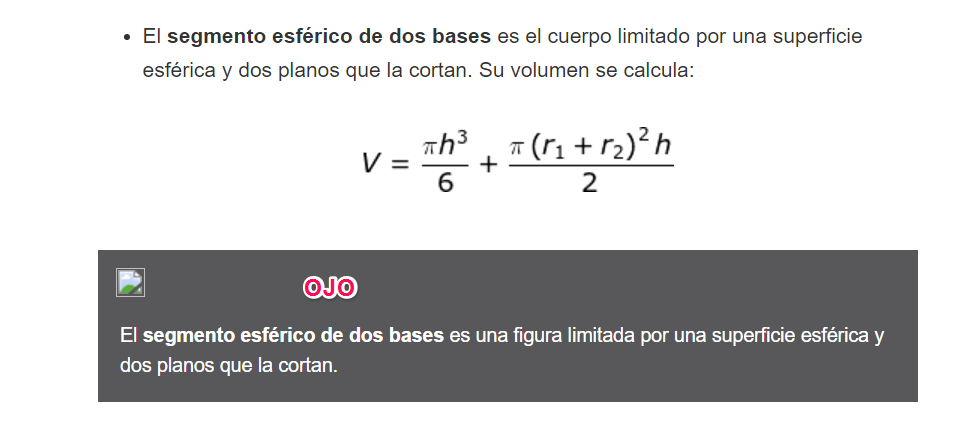 • El segmento esférico de dos bases es el cuerpo limitado por una superficie
esférica y dos planos que la cortan. Su volumen se calcula:
V = πh³/6 + π (r₁ + r₂)² h/2
OJO
El segmento esférico de dos bases es una figura limitada por una superficie esférica y
dos planos que la cortan.